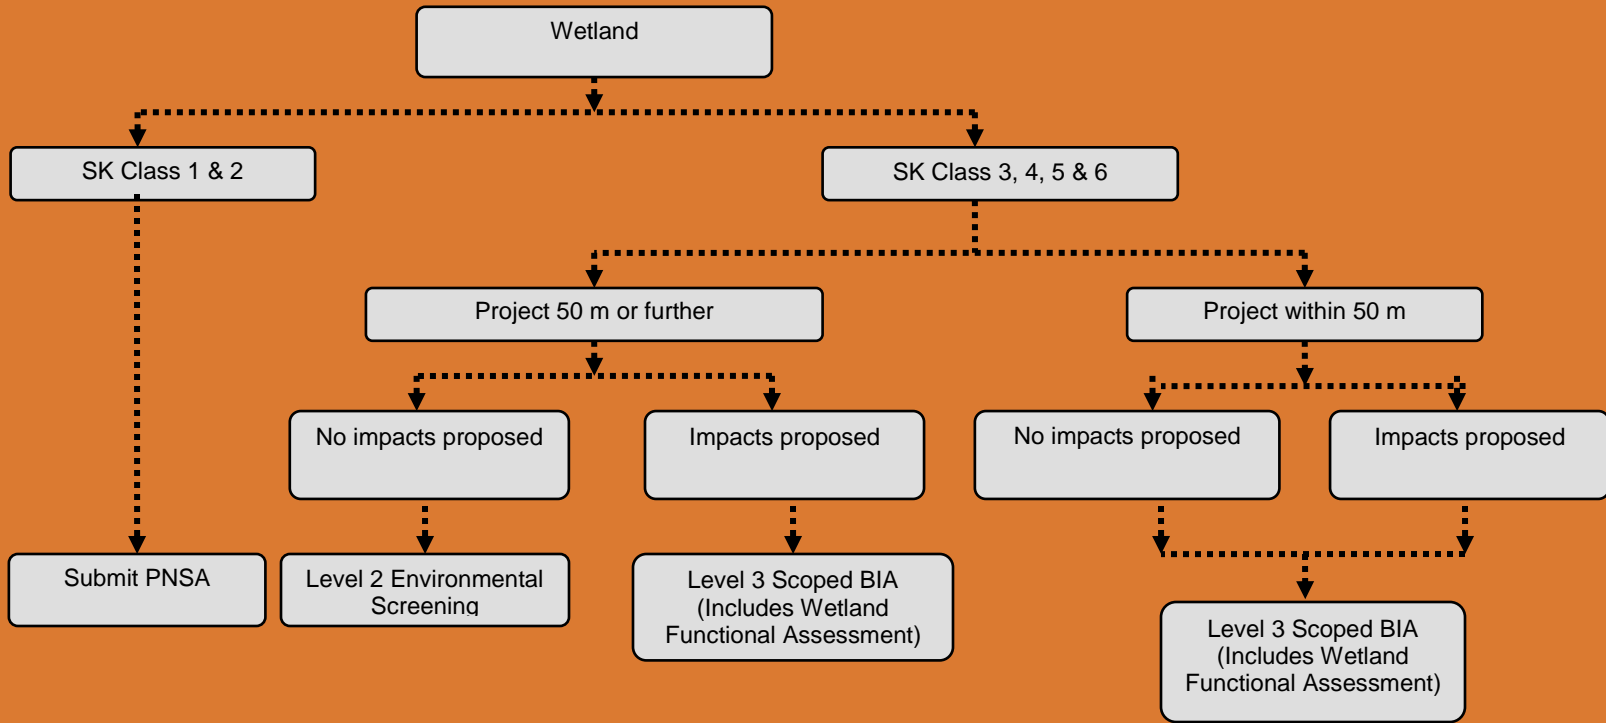 Wetland
SK Class 1 & 2
SK Class 3, 4, 5 & 6
Project 50 m or further
Project within 50 m
No impacts proposed
Impacts proposed
No impacts proposed
Impacts proposed
Submit PNSA
Level 2 Environmental
Screening
Level 3 Scoped BIA
(Includes Wetland
Functional Assessment)
Level 3 Scoped BIA
(Includes Wetland
Functional Assessment)